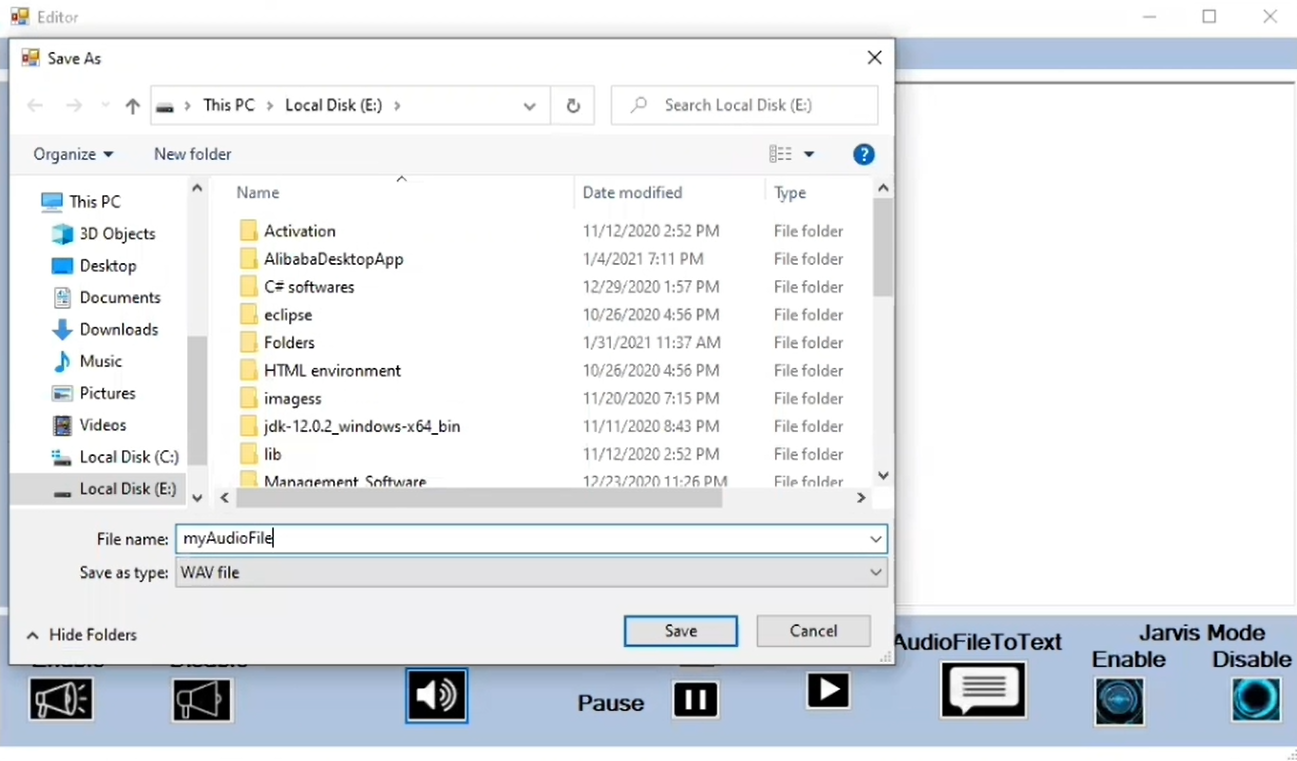 Editor
Save As
This PC > Local Disk (E:) >
Search Local Disk (E:)
Organize
New folder
?
This PC
3D Objects
Desktop
Documents
Downloads
Music
Pictures
Videos
Local Disk (C:)
Local Disk (E:)
Name Date modified Type
Activation 11/12/2020 2:52 PM File folder
AlibabaDesktopApp 1/4/2021 7:11 PM File folder
C# softwares 12/29/2020 1:57 PM File folder
eclipse 10/26/2020 4:56 PM File folder
Folders 1/31/2021 11:37 AM File folder
HTML environment 10/26/2020 4:56 PM File folder
imagess 11/20/2020 7:15 PM File folder
jdk-12.0.2_windows-x64_bin 11/11/2020 8:43 PM File folder
lib 11/12/2020 2:52 PM File folder
Management_Software 12/23/2020 11:26 PM File folder
File name: myAudioFile
Save as type: WAV file
Hide Folders
Save
Cancel
Enable
Disable
Pause
AudioFileToText
Jarvis Mode
Enable
Disable